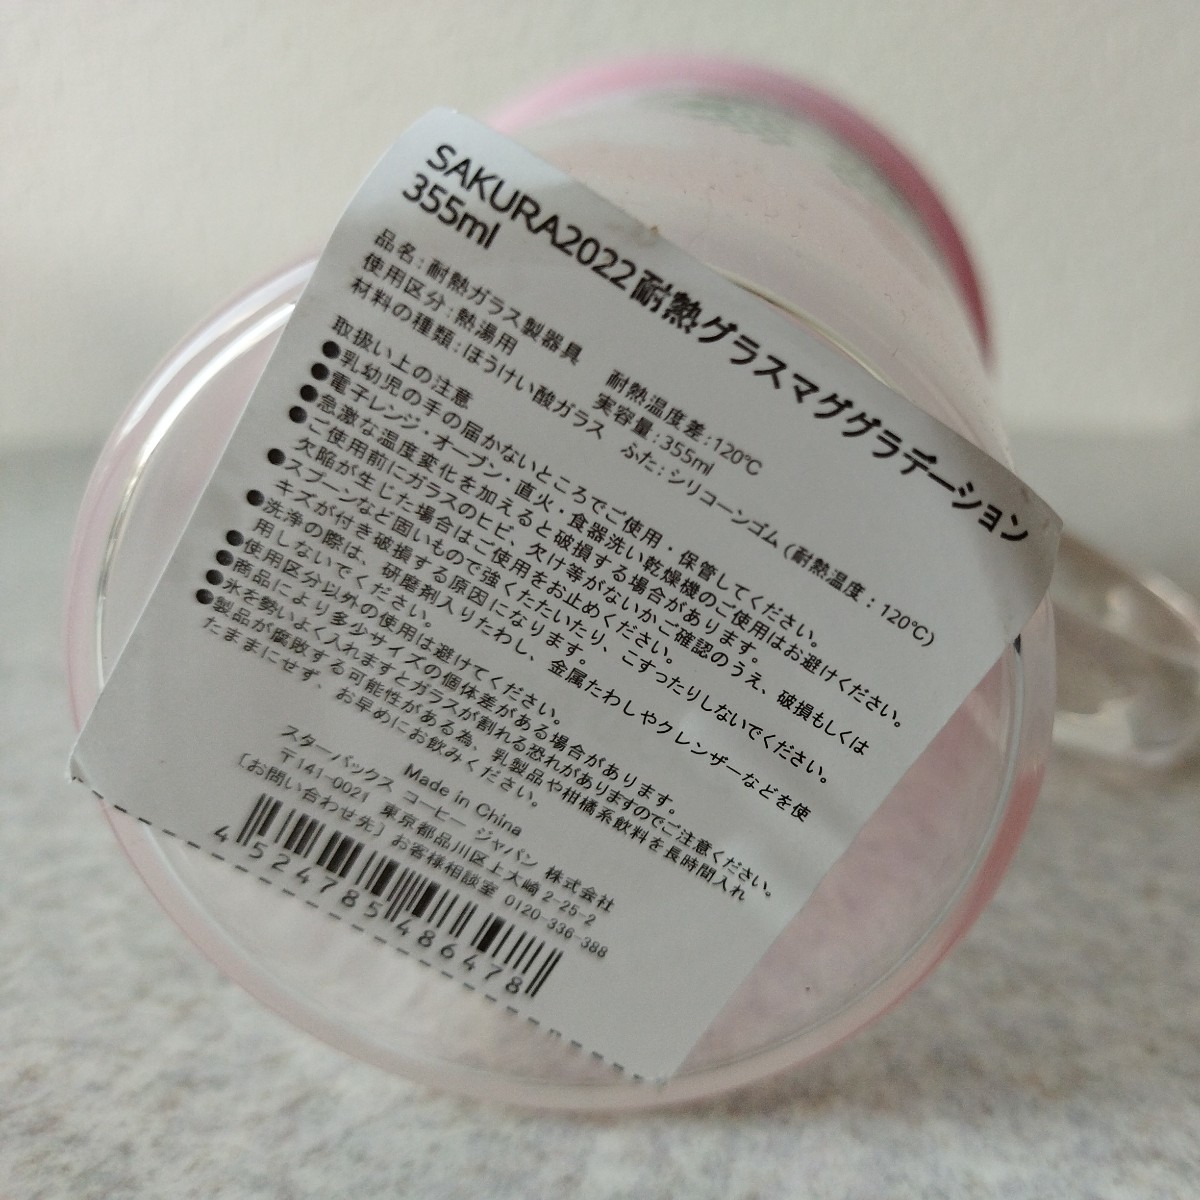 SAKURA2022耐熱グラスマググラデーション
355ml
品名:耐熱ガラス製器具 耐熱温度差:120℃
使用区分:熱湯用 実容量:355ml
材料の種類:ほうけい酸ガラス ふた:シリコーンゴム(耐熱温度:120℃)
取扱い上の注意
●乳幼児の手の届かないところでご使用・保管してください。
●電子レンジ・オーブン・直火・食器洗い乾燥機のご使用はお避けください。
●急激な温度変化を加えると破損する場合があります。
●ご使用前にガラスのヒビ、欠け等がないかご確認のうえ、破損もしくは
欠陥が生じた場合はご使用をお止めください。
●スプーンなど固いもので強くたたいたり、こすったりしないでください。
キズが付き破損する原因になります。
●洗浄の際は、研磨剤入りたわし、金属たわしやクレンザーなどを使
用しないでください。
●使用区分以外の使用は避けてください。
●商品により多少サイズの個体差がある場合があります。
●氷を勢いよく入れますとガラスが割れる恐れがありますのでご注意ください。
●製品が腐敗する可能性がある為、乳製品や柑橘系飲料を長時間入れ
たままにせず、お早めにお飲みください。
Made in China
スターバックス コーヒー ジャパン 株式会社
〒141-0021 東京都品川区上大崎 2-25-2
〔お問い合わせ先〕お客様相談室 0120-336-388
4524785486478